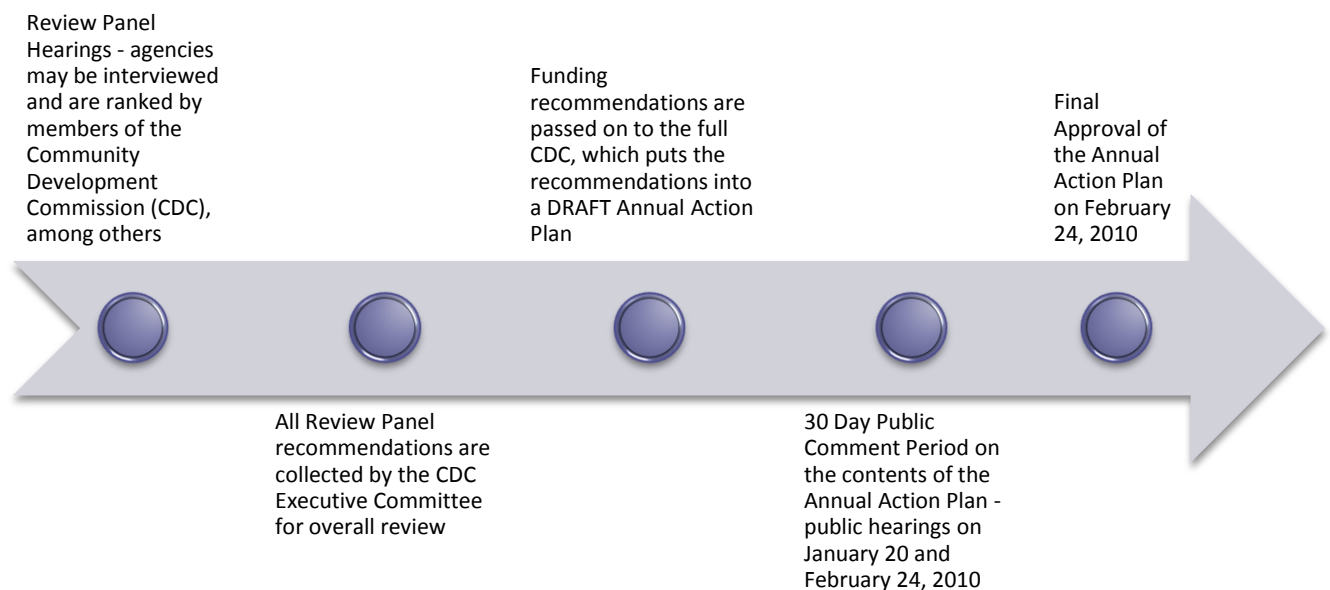 Review Panel
Hearings - agencies
may be interviewed
and are ranked by
members of the
Community
Development
Commission (CDC),
among others
All Review Panel
recommendations are
collected by the CDC
Executive Committee
for overall review
Funding
recommendations are
passed on to the full
CDC, which puts the
recommendations into
a DRAFT Annual Action
Plan
30 Day Public
Comment Period on
the contents of the
Annual Action Plan -
public hearings on
January 20 and
February 24, 2010
Final
Approval of
the Annual
Action Plan
on February
24, 2010